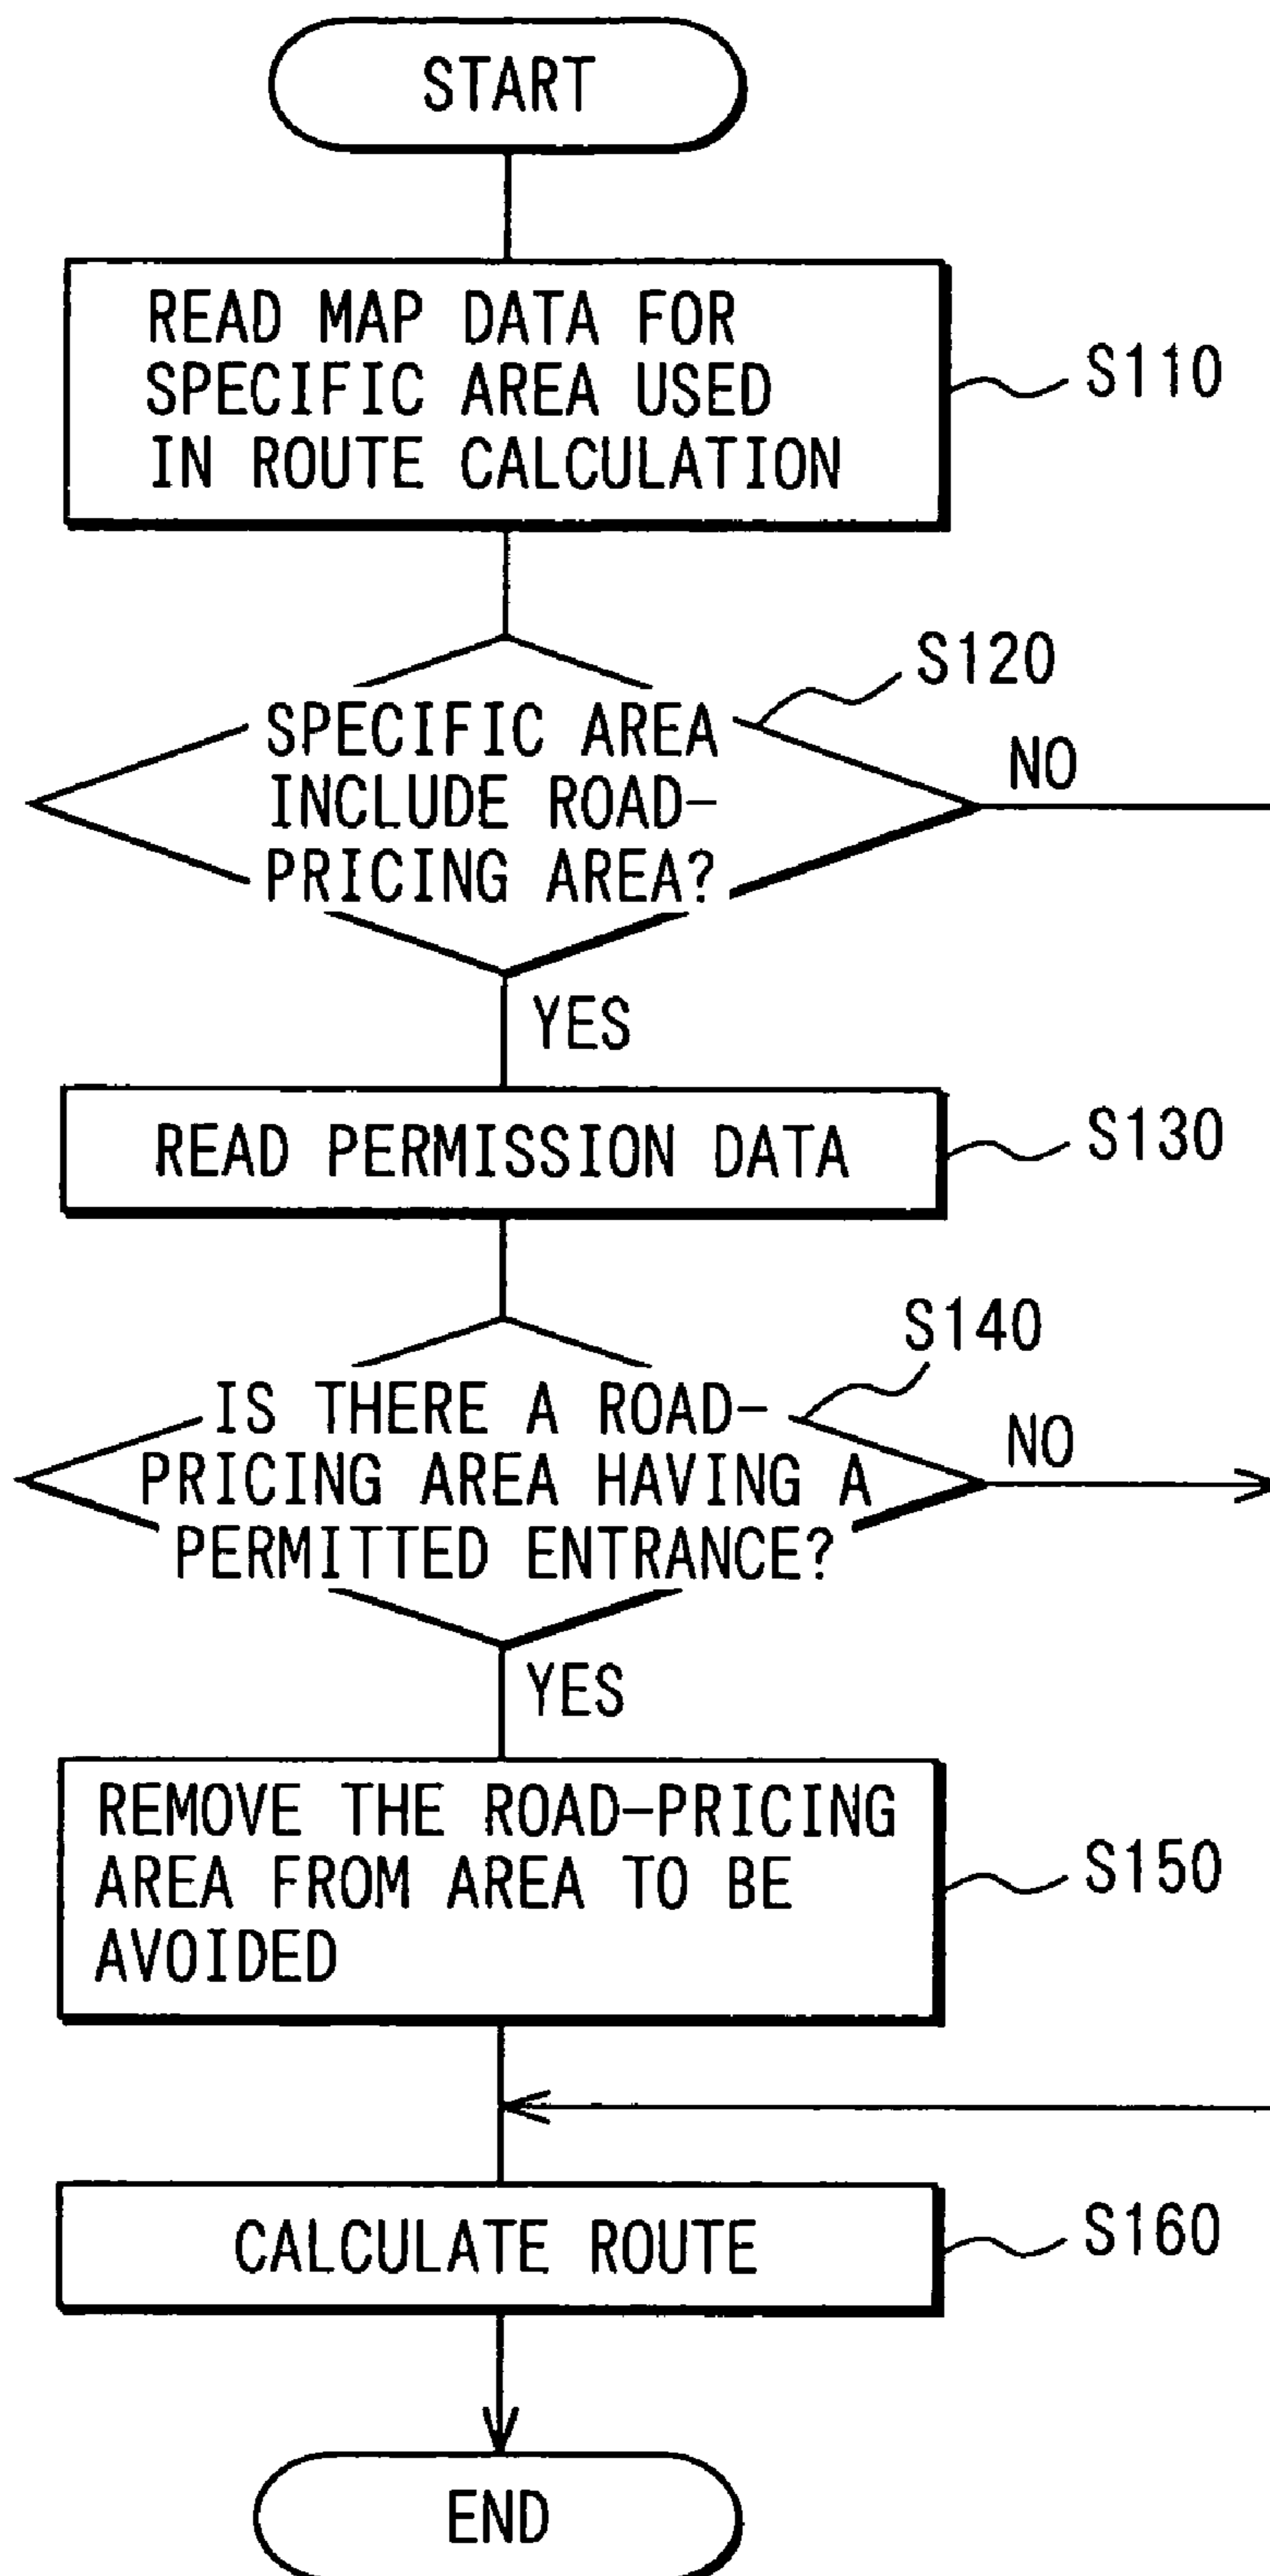 START
READ MAP DATA FOR
SPECIFIC AREA USED
IN ROUTE CALCULATION
S110
S120
SPECIFIC AREA
INCLUDE ROAD-
PRICING AREA?
NO
YES
READ PERMISSION DATA
S130
S140
IS THERE A ROAD-
PRICING AREA HAVING A
PERMITTED ENTRANCE?
NO
YES
REMOVE THE ROAD-PRICING
AREA FROM AREA TO BE
AVOIDED
S150
CALCULATE ROUTE
S160
END